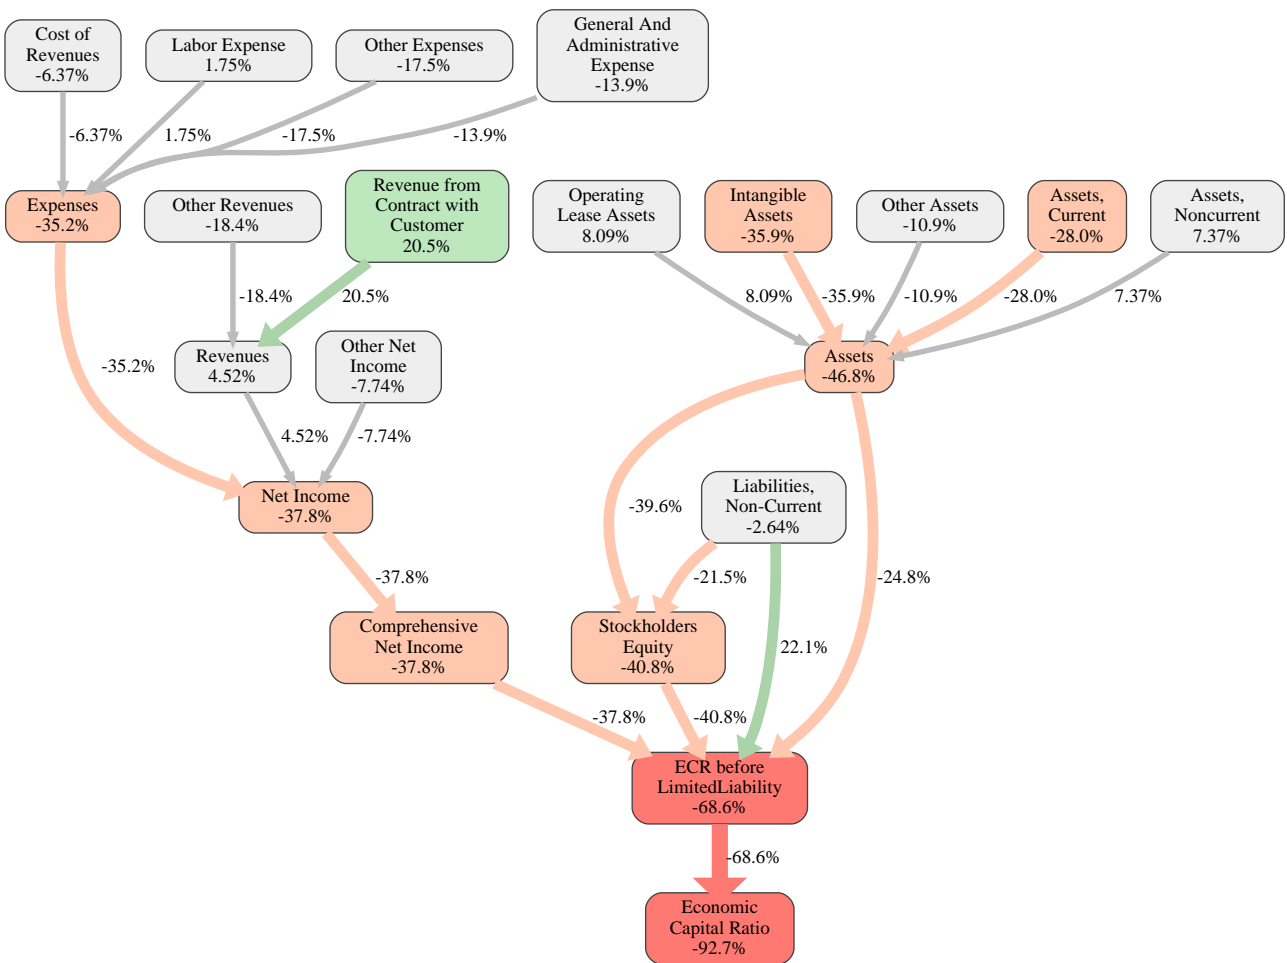 Cost of
Revenues
-6.37%
Labor Expense
1.75%
Other Expenses
-17.5%
General And
Administrative
Expense
-13.9%
-6.37%
1.75%
-17.5%
-13.9%
Expenses
-35.2%
Other Revenues
-18.4%
Revenue from
Contract with
Customer
20.5%
Operating
Lease Assets
8.09%
Intangible
Assets
-35.9%
Other Assets
-10.9%
Assets,
Current
-28.0%
Assets,
Noncurrent
7.37%
-18.4%
20.5%
8.09%
-35.9%
-10.9%
-28.0%
7.37%
-35.2%
Revenues
4.52%
Other Net
Income
-7.74%
Assets
-46.8%
4.52%
-7.74%
Net Income
-37.8%
-39.6%
Liabilities,
Non-Current
-2.64%
-37.8%
-21.5%
-24.8%
Comprehensive
Net Income
-37.8%
Stockholders
Equity
-40.8%
22.1%
-37.8%
-40.8%
ECR before
LimitedLiability
-68.6%
-68.6%
Economic
Capital Ratio
-92.7%